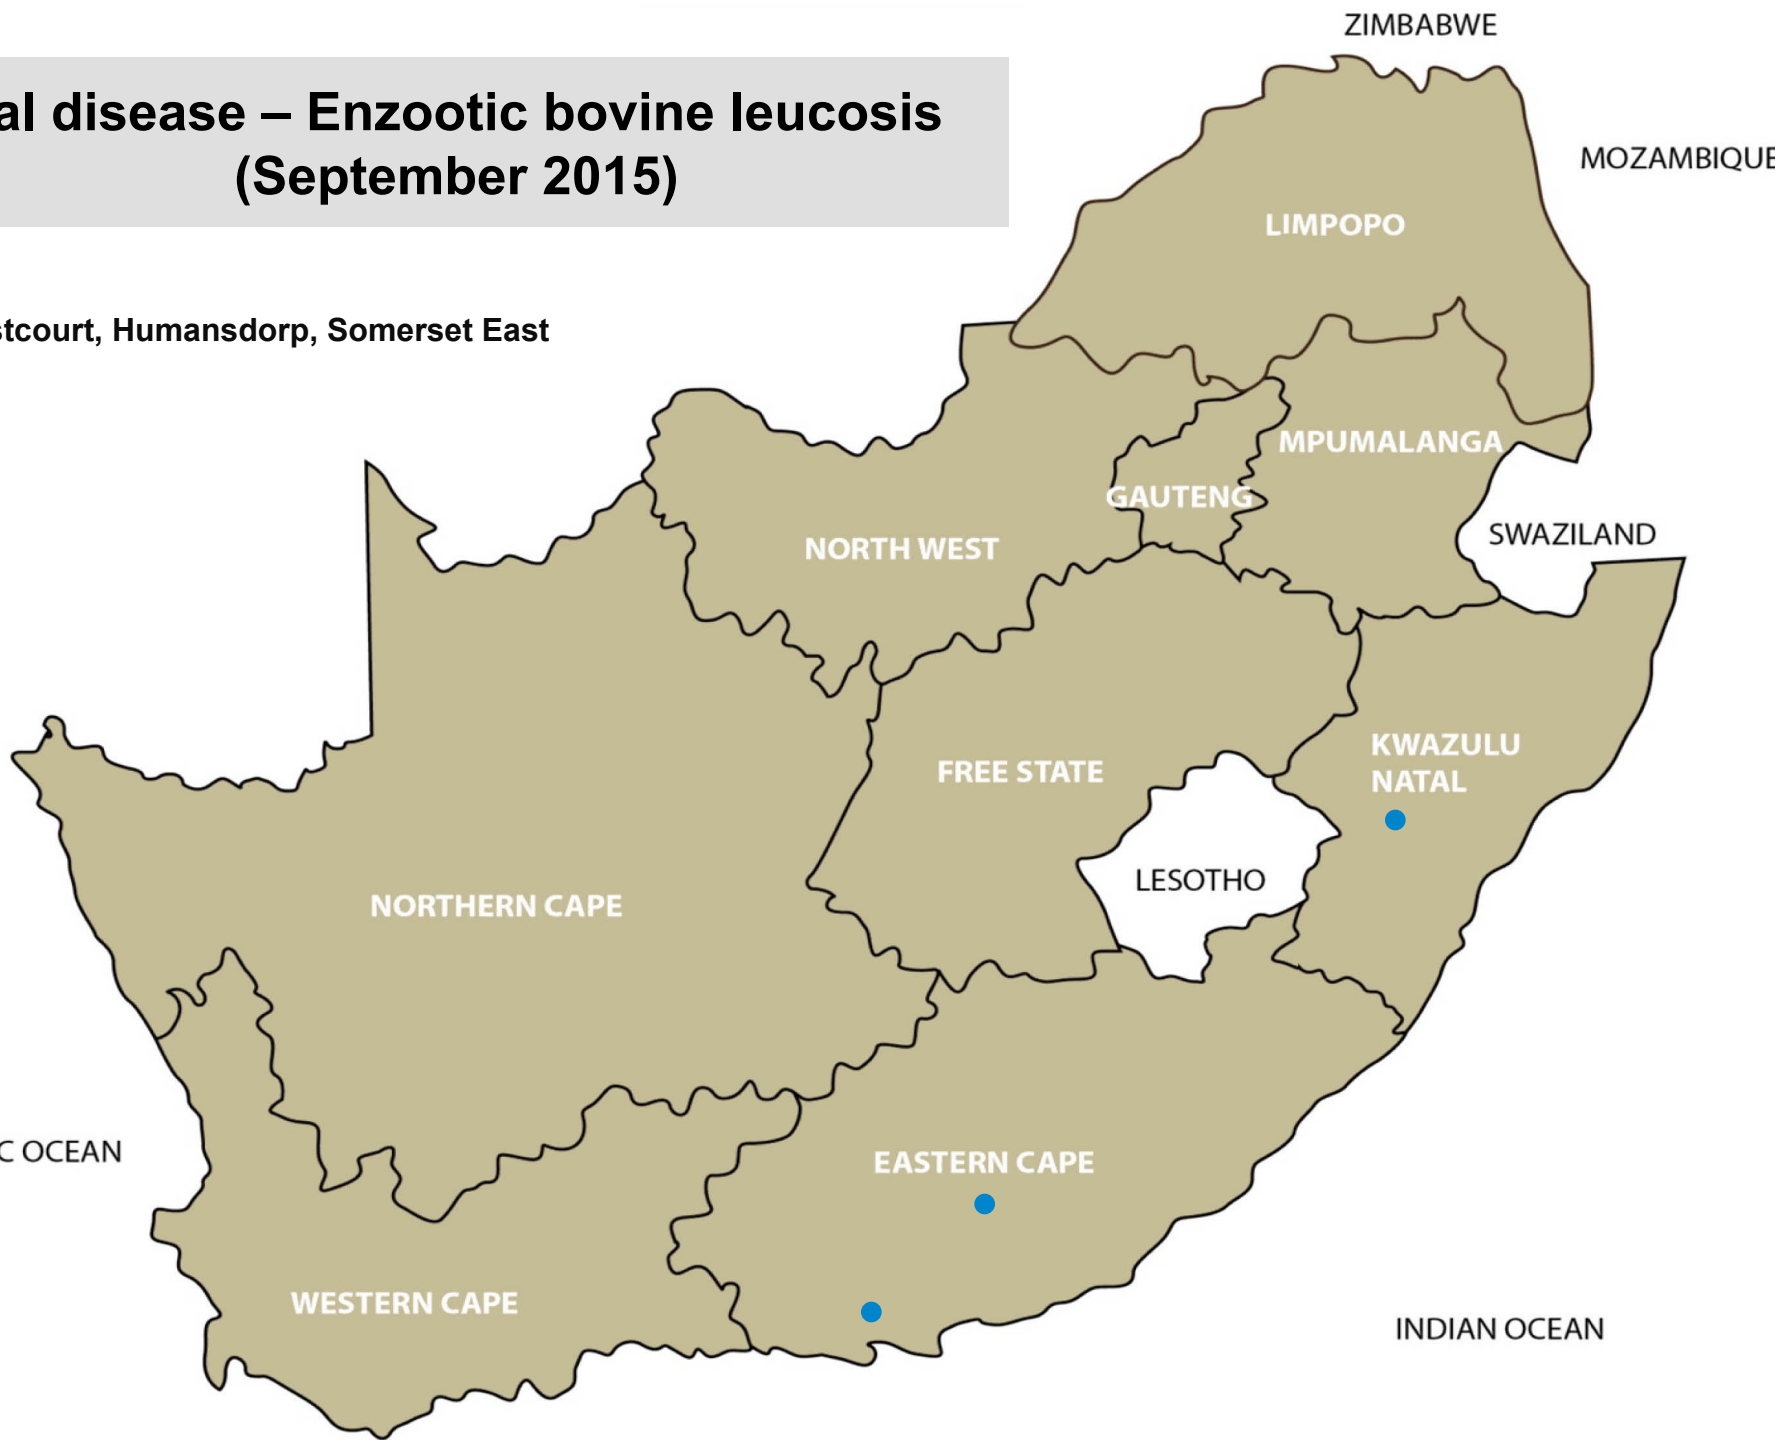 ZIMBABWE
al disease – Enzootic bovine leucosis
(September 2015)
MOZAMBIQUE
LIMPOPO
stcourt, Humansdorp, Somerset East
MPUMALANGA
GAUTENG
SWAZILAND
NORTH WEST
KWAZULU
NATAL
FREE STATE
LESOTHO
NORTHERN CAPE
C OCEAN
EASTERN CAPE
WESTERN CAPE
INDIAN OCEAN